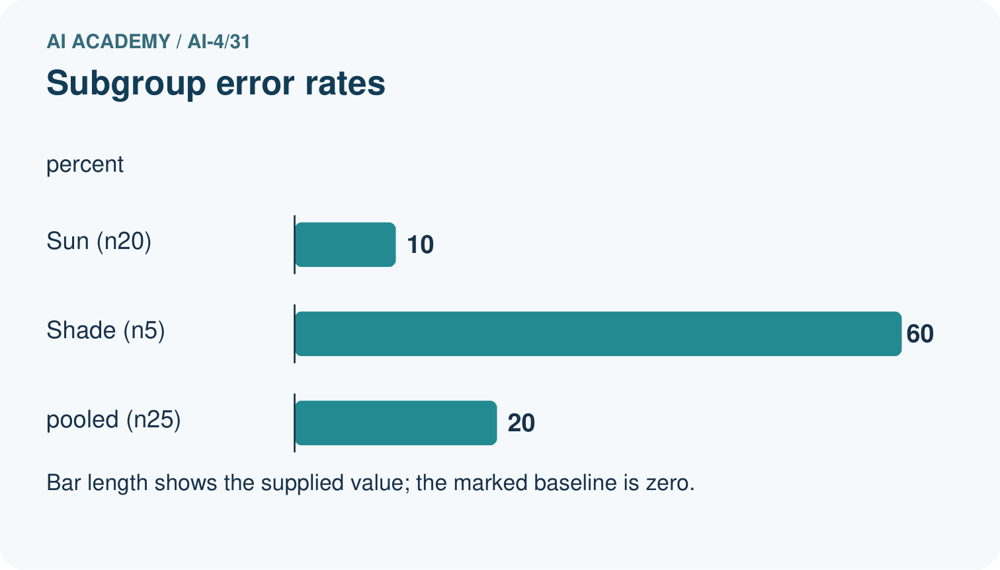 AI ACADEMY / AI-4/31
Subgroup error rates
percent
Sun (n20)
10
Shade (n5)
60
pooled (n25)
20
Bar length shows the supplied value; the marked baseline is zero.